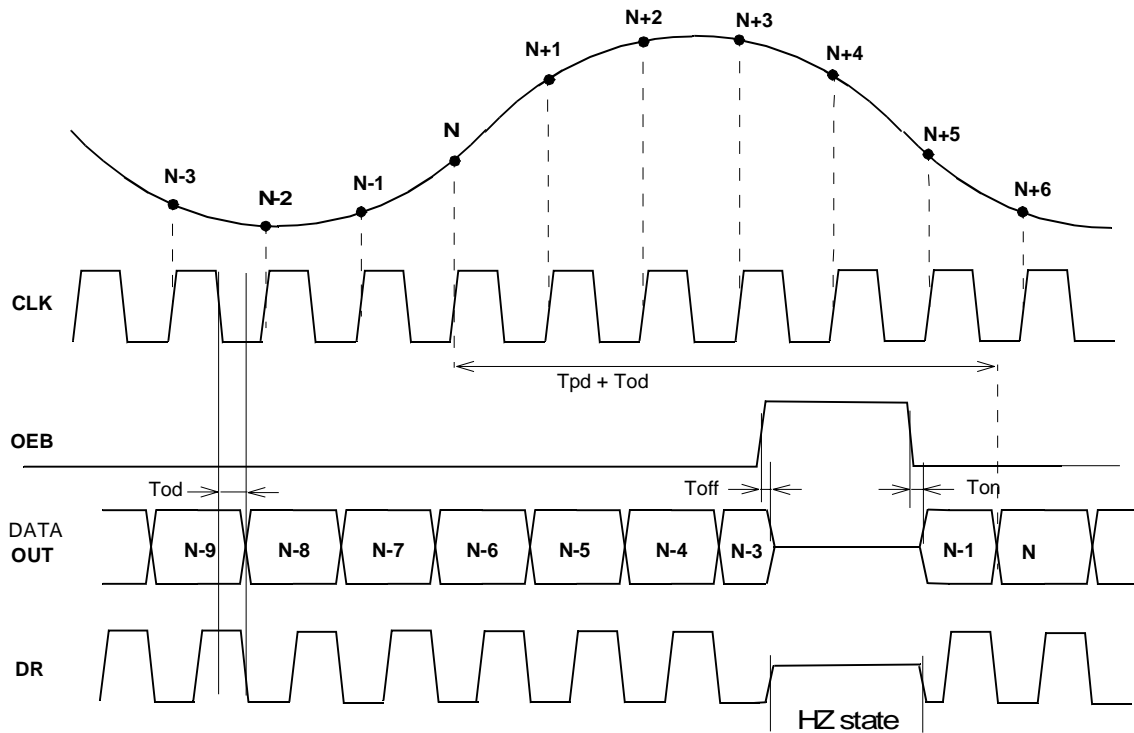 N+2
N+3
N+1
N+4
N
N+5
N-3
N-2
N-1
N+6
CLK
Tpd + Tod
OEB
Tod
Toff
Ton
DATA
OUT
N-9
N-8
N-7
N-6
N-5
N-4
N-3
N-1
N
DR
HZ state